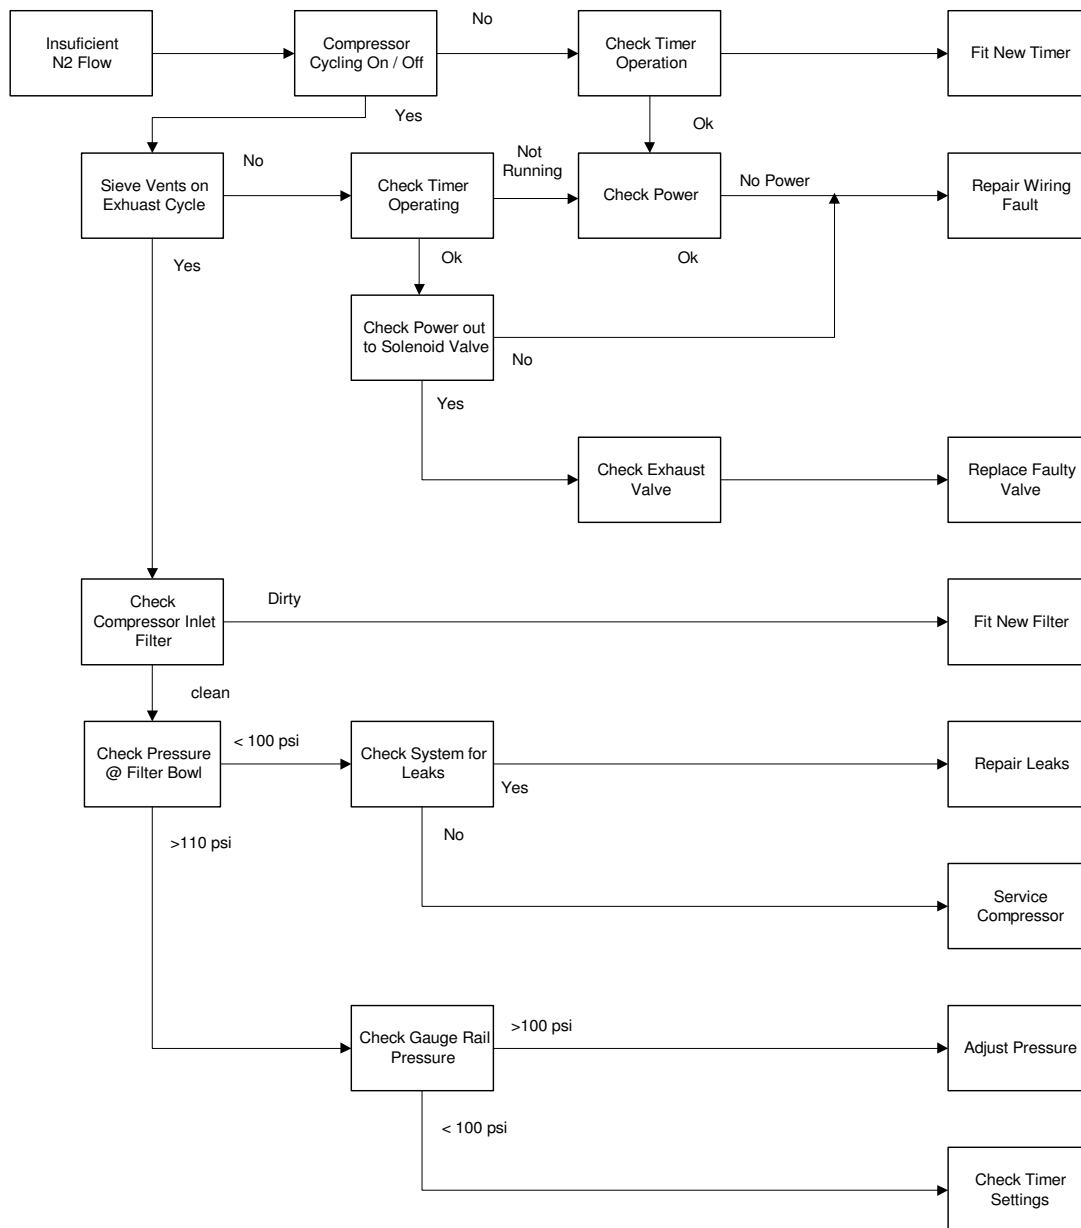 Insuficient
N2 Flow
Compressor
Cycling On / Off
No
Check Timer
Operation
Fit New Timer
Yes
Ok
Sieve Vents on
Exhuast Cycle
No
Check Timer
Operating
Not
Running
Check Power
No Power
Repair Wiring
Fault
Yes
Ok
Ok
Check Power out
to Solenoid Valve
No
Yes
Check Exhaust
Valve
Replace Faulty
Valve
Check
Compressor Inlet
Filter
Dirty
Fit New Filter
clean
Check Pressure
@ Filter Bowl
< 100 psi
Check System for
Leaks
Yes
Repair Leaks
>110 psi
No
Service
Compressor
Check Gauge Rail
Pressure
>100 psi
Adjust Pressure
< 100 psi
Check Timer
Settings